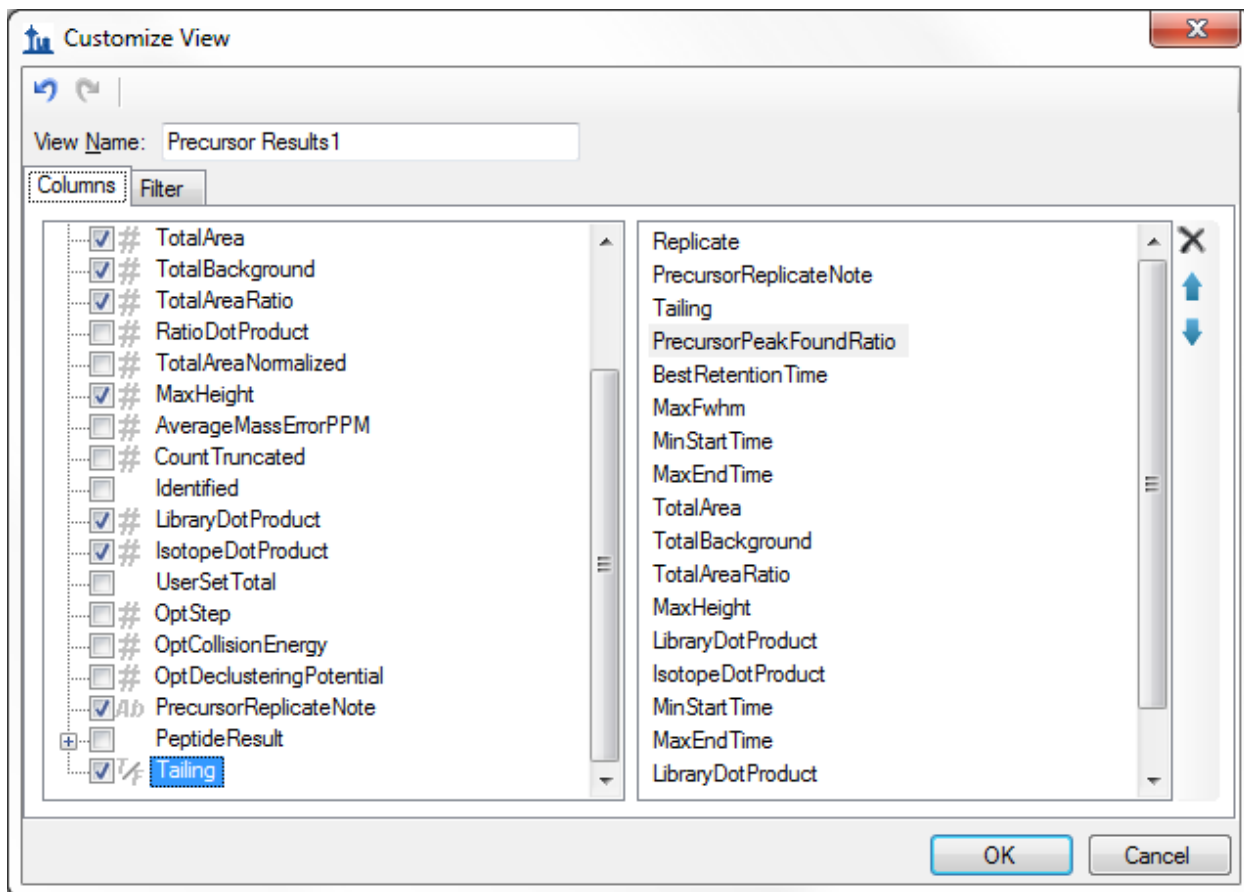 Customize View
View Name: Precursor Results1
Columns Filter
# TotalArea
# TotalBackground
# TotalAreaRatio
# RatioDotProduct
# TotalAreaNormalized
# MaxHeight
# AverageMassErrorPPM
# CountTruncated
Identified
# LibraryDotProduct
# IsotopeDotProduct
UserSetTotal
# OptStep
# OptCollisionEnergy
# OptDeclusteringPotential
Ab PrecursorReplicateNote
PeptideResult
T/F Tailing
Replicate
PrecursorReplicateNote
Tailing
PrecursorPeakFoundRatio
BestRetentionTime
MaxFwhm
MinStartTime
MaxEndTime
TotalArea
TotalBackground
TotalAreaRatio
MaxHeight
LibraryDotProduct
IsotopeDotProduct
MinStartTime
MaxEndTime
LibraryDotProduct
OK Cancel